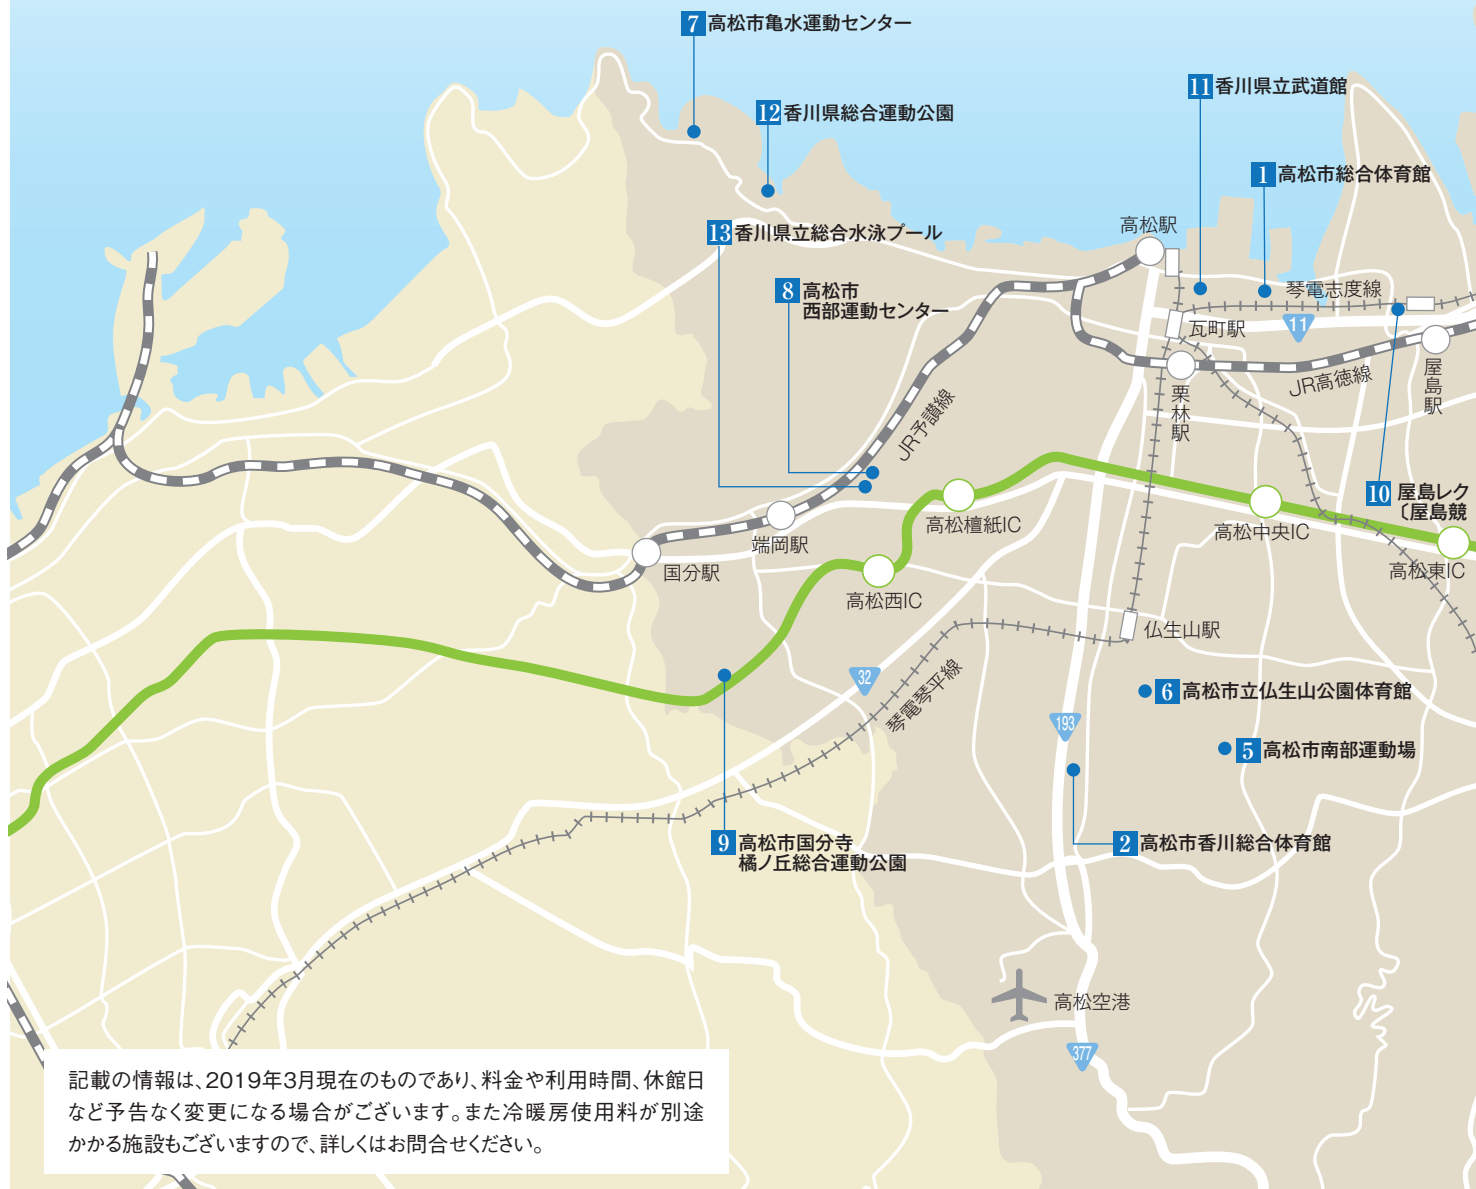 7 高松市亀水運動センター
11 香川県立武道館
12 香川県総合運動公園
1 高松市総合体育館
高松駅
13 香川県立総合水泳プール
8 高松市
西部運動センター
琴電志度線
瓦町駅
11
屋島駅
JR高徳線
栗林駅
JR予讃線
10 屋島レク
〔屋島競
高松檀紙IC
高松中央IC
端岡駅
国分駅
高松東IC
高松西IC
仏生山駅
32
琴電琴平線
6 高松市立仏生山公園体育館
193
5 高松市南部運動場
9 高松市国分寺
橘ノ丘総合運動公園
2 高松市香川総合体育館
高松空港
377
記載の情報は、2019年3月現在のものであり、料金や利用時間、休館日
など予告なく変更になる場合がございます。また冷暖房使用料が別途
かかる施設もございますので、詳しくはお問合せください。